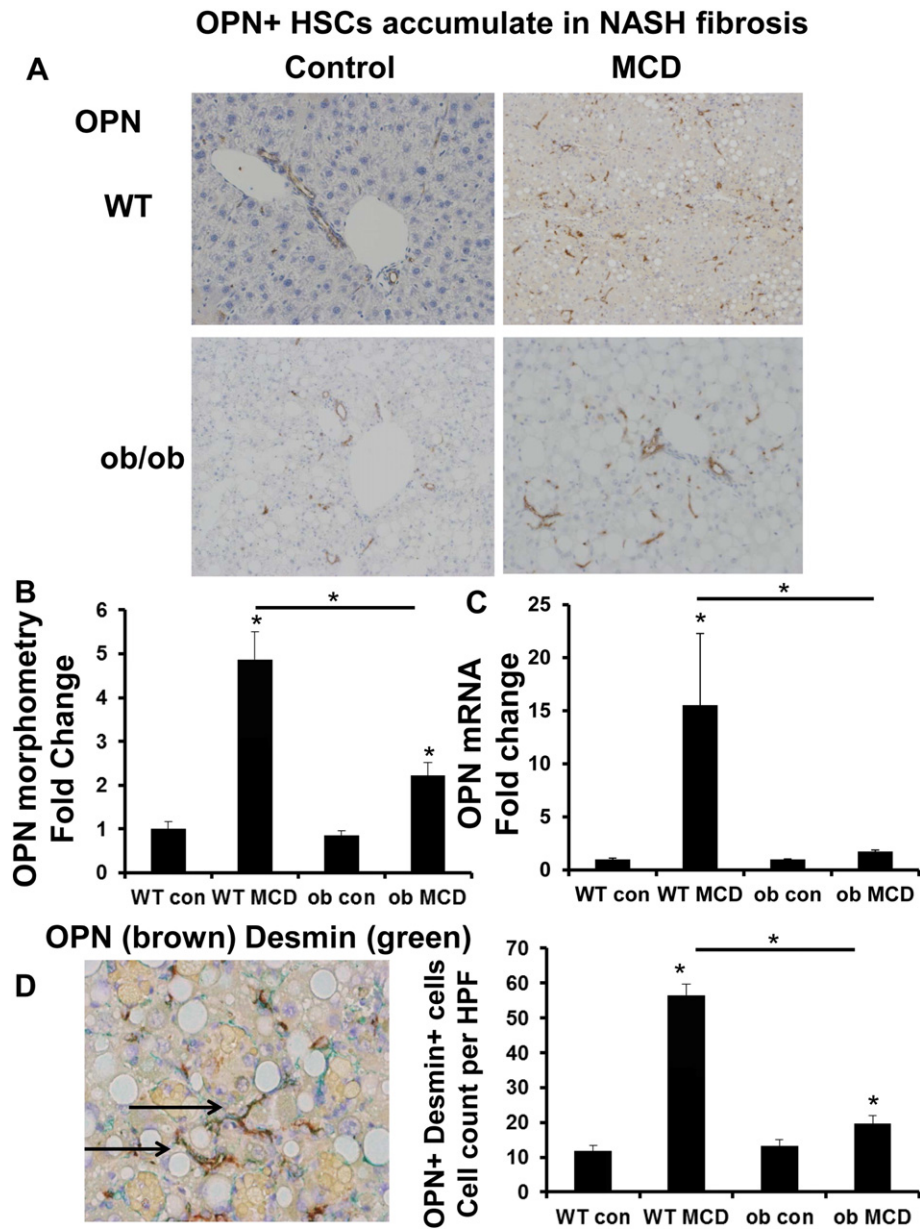 OPN+ HSCs accumulate in NASH fibrosis
A
Control
MCD
OPN
WT
ob/ob
B
OPN morphometry
Fold Change
6
5
4
3
2
1
0
*
*
*
WT con WT MCD ob con ob MCD
C
OPN mRNA
Fold change
25
20
15
10
5
0
*
*
WT con WT MCD ob con ob MCD
OPN (brown) Desmin (green)
D
OPN+ Desmin+ cells
Cell count per HPF
70
60
50
40
30
20
10
0
*
*
*
WT con WT MCD ob con ob MCD